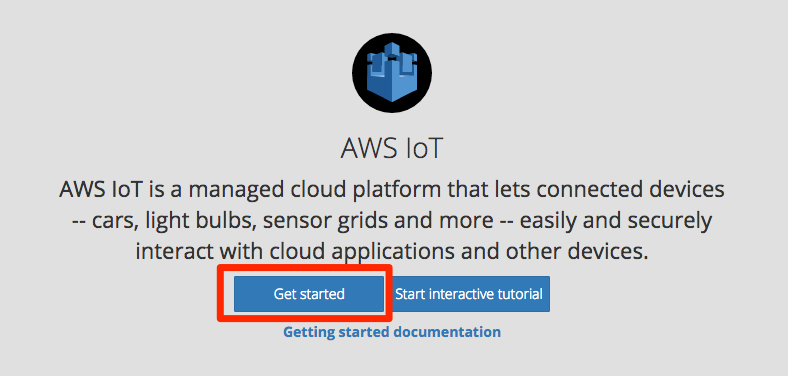 AWS IoT
AWS IoT is a managed cloud platform that lets connected devices
-- cars, light bulbs, sensor grids and more -- easily and securely
interact with cloud applications and other devices.
Get started
Start interactive tutorial
Getting started documentation